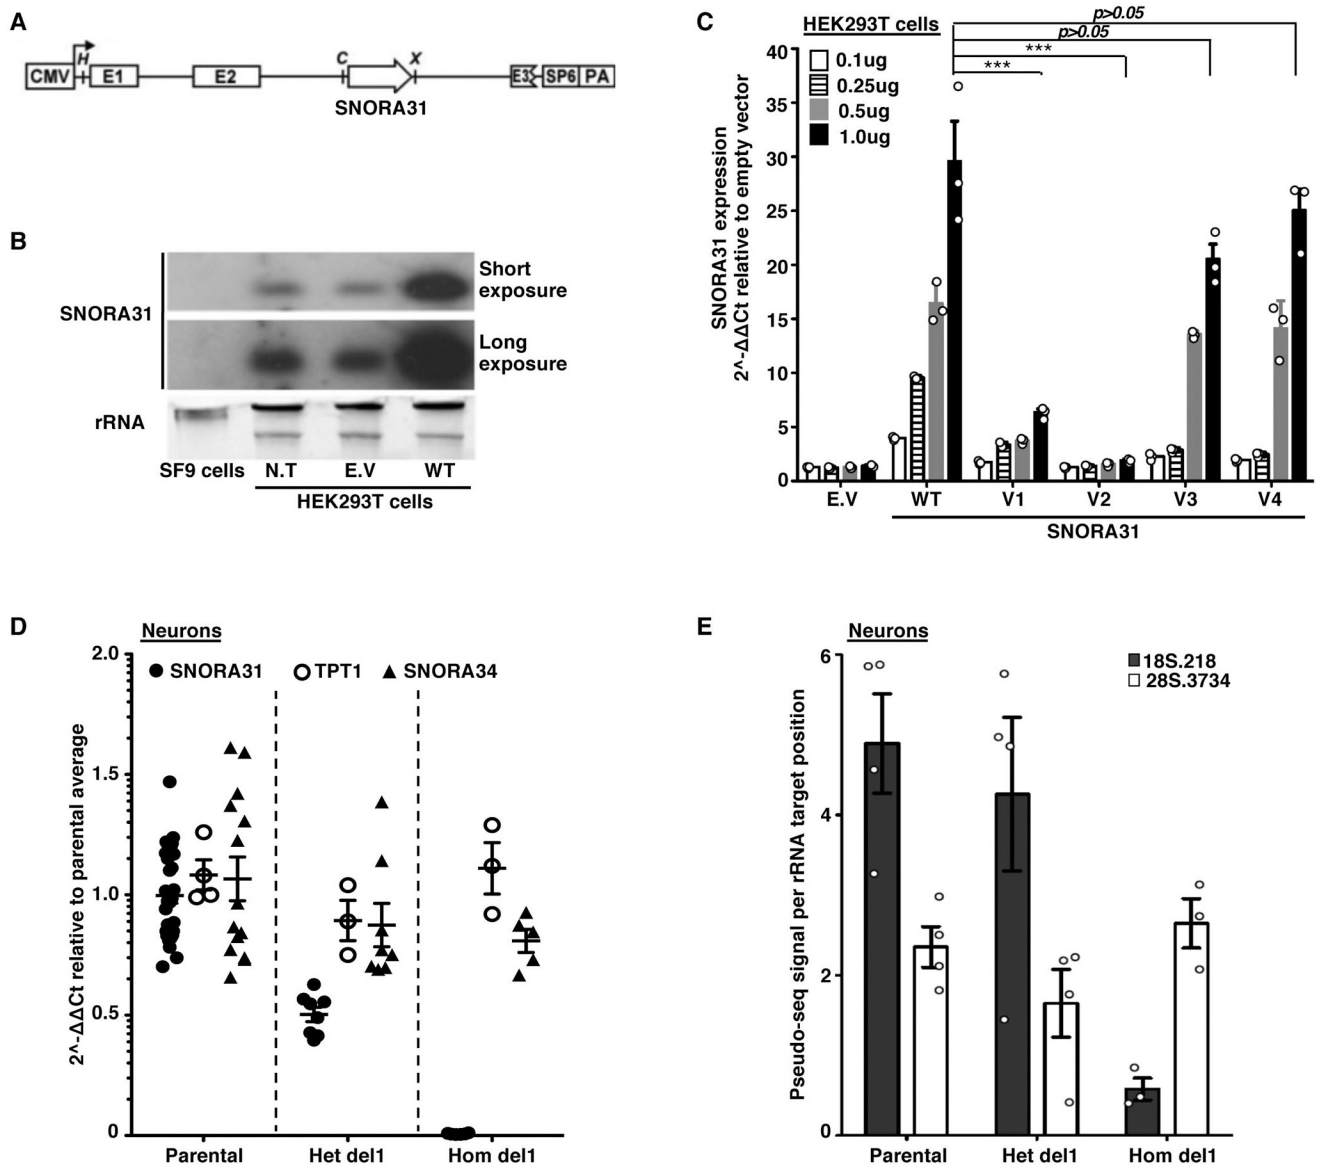 A
CMV
H
E1
E2
C
X
E3
SP6
PA
SNORA31
B
SNORA31
Short
exposure
Long
exposure
rRNA
SF9 cells N.T E.V WT
HEK293T cells
C
HEK293T cells
0.1ug
0.25ug
0.5ug
1.0ug
p>0.05
p>0.05
***
***
SNORA31 expression
2^-ΔΔCt relative to empty vector
40
35
30
25
20
15
10
5
0
E.V WT V1 V2 V3 V4
SNORA31
D
Neurons
SNORA31 TPT1 SNORA34
2^-ΔΔCt relative to parental average
2.0
1.5
1.0
0.5
0
Parental Het del1 Hom del1
E
Neurons
18S.218
28S.3734
Pseudo-seq signal per rRNA target position
6
4
2
0
Parental Het del1 Hom del1